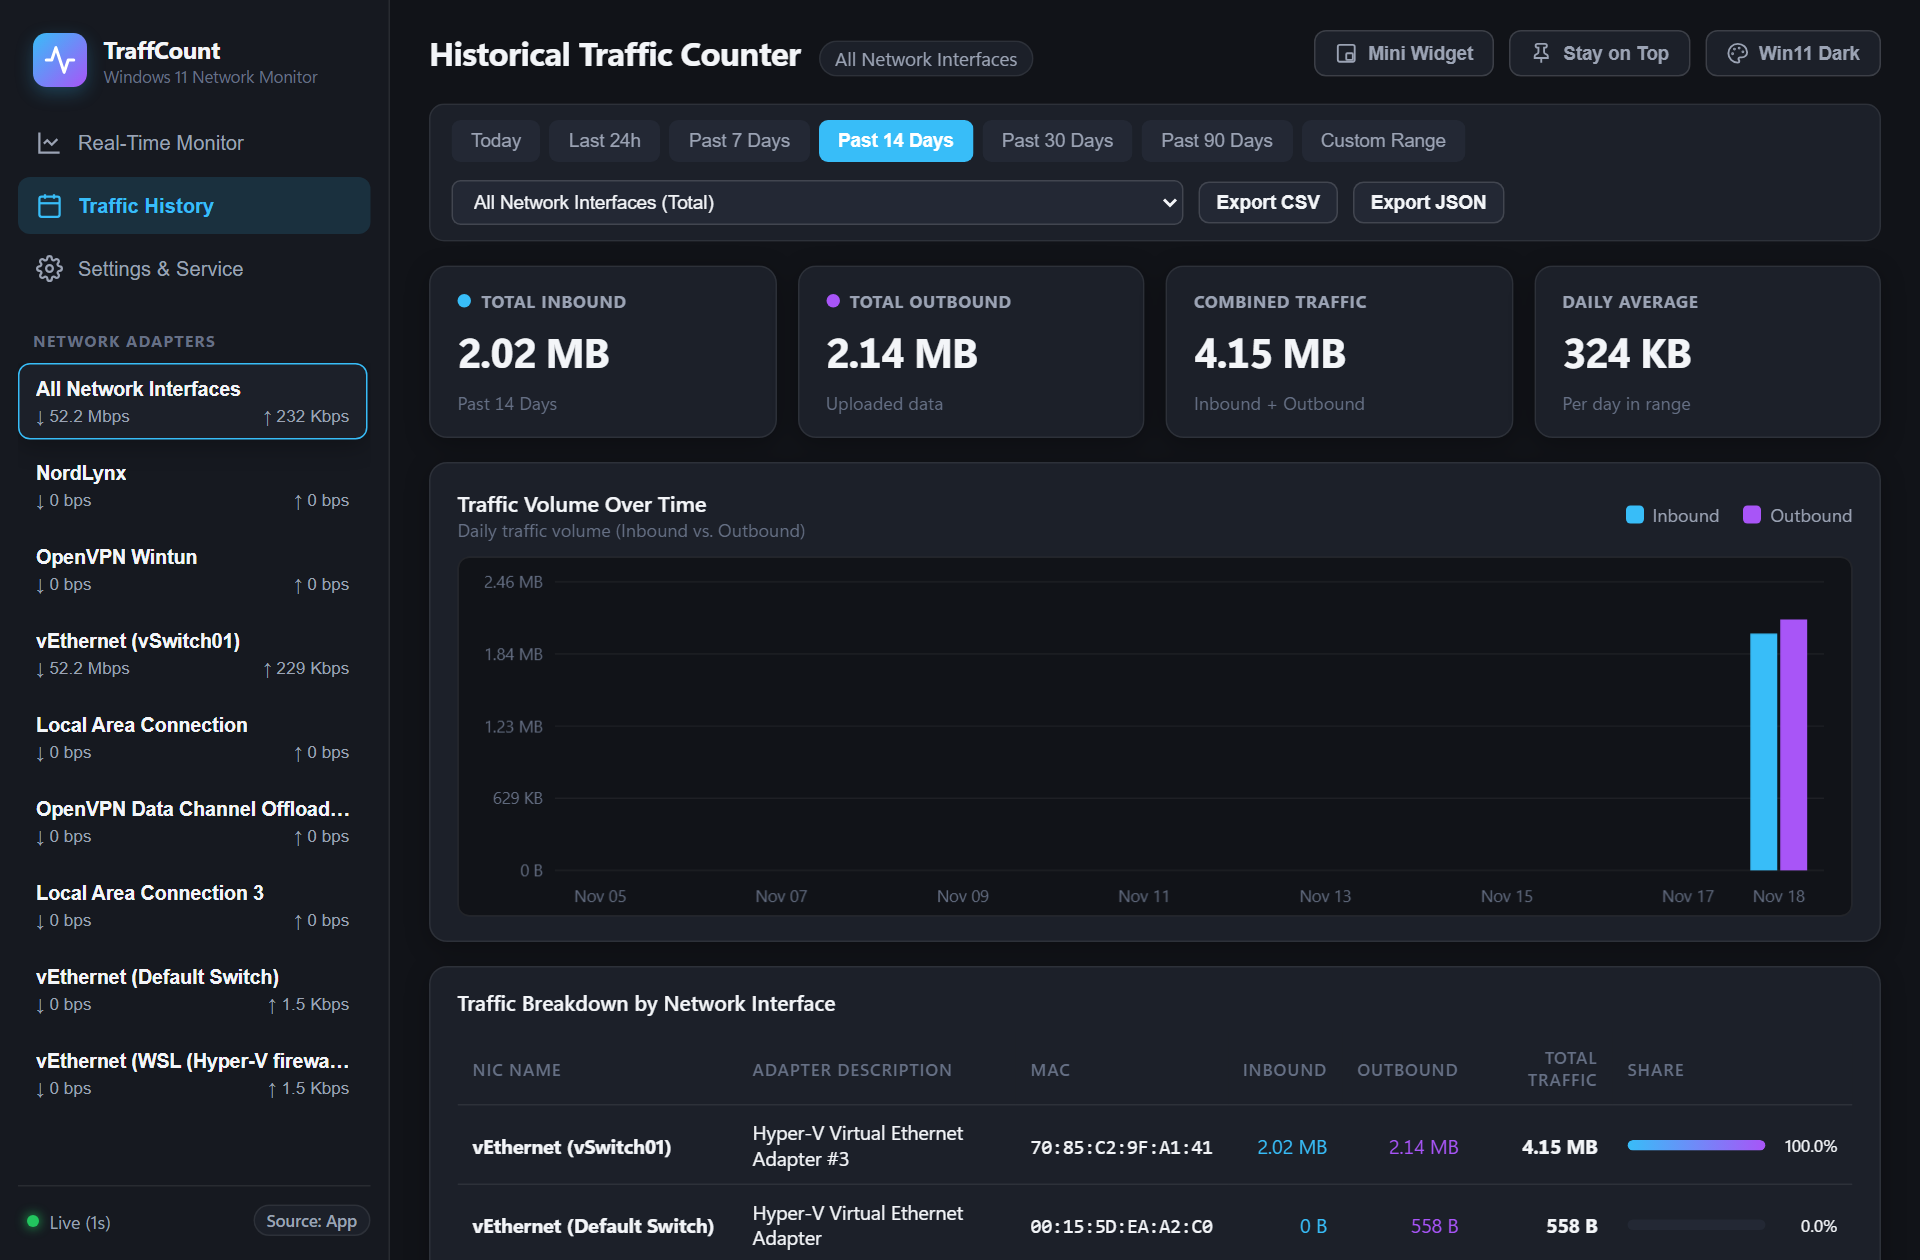 TraffCount
Windows 11 Network Monitor
Real-Time Monitor
Traffic History
Settings & Service
NETWORK ADAPTERS
All Network Interfaces
↓ 52.2 Mbps ↑ 232 Kbps
NordLynx
↓ 0 bps ↑ 0 bps
OpenVPN Wintun
↓ 0 bps ↑ 0 bps
vEthernet (vSwitch01)
↓ 52.2 Mbps ↑ 229 Kbps
Local Area Connection
↓ 0 bps ↑ 0 bps
OpenVPN Data Channel Offload...
↓ 0 bps ↑ 0 bps
Local Area Connection 3
↓ 0 bps ↑ 0 bps
vEthernet (Default Switch)
↓ 0 bps ↑ 1.5 Kbps
vEthernet (WSL (Hyper-V firewa...
↓ 0 bps ↑ 1.5 Kbps
Live (1s) Source: App
Historical Traffic Counter All Network Interfaces Mini Widget Stay on Top Win11 Dark
Today Last 24h Past 7 Days Past 14 Days Past 30 Days Past 90 Days Custom Range
All Network Interfaces (Total) Export CSV Export JSON
TOTAL INBOUND
2.02 MB
Past 14 Days
TOTAL OUTBOUND
2.14 MB
Uploaded data
COMBINED TRAFFIC
4.15 MB
Inbound + Outbound
DAILY AVERAGE
324 KB
Per day in range
Traffic Volume Over Time
Daily traffic volume (Inbound vs. Outbound)
Inbound Outbound
2.46 MB
1.84 MB
1.23 MB
629 KB
0 B
Nov 05 Nov 07 Nov 09 Nov 11 Nov 13 Nov 15 Nov 17 Nov 18
Traffic Breakdown by Network Interface
NIC NAME ADAPTER DESCRIPTION MAC INBOUND OUTBOUND TOTAL TRAFFIC SHARE
vEthernet (vSwitch01) Hyper-V Virtual Ethernet Adapter #3 70:85:C2:9F:A1:41 2.02 MB 2.14 MB 4.15 MB 100.0%
vEthernet (Default Switch) Hyper-V Virtual Ethernet Adapter 00:15:5D:EA:A2:C0 0 B 558 B 558 B 0.0%